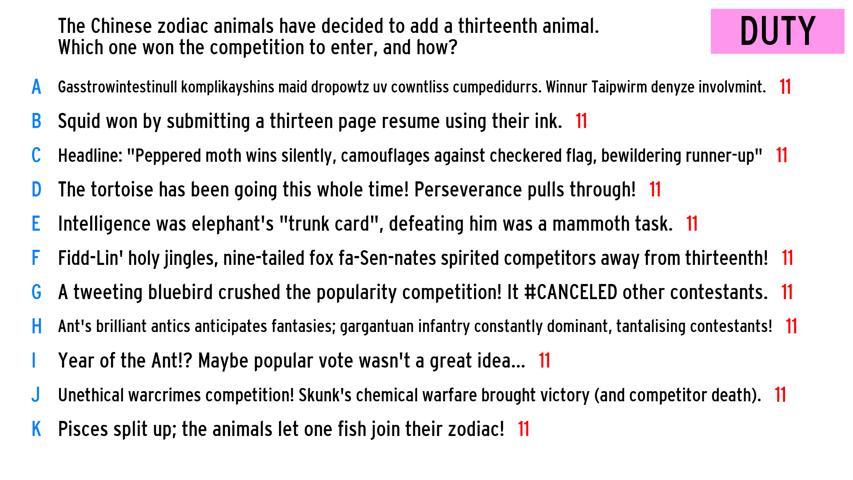 The Chinese zodiac animals have decided to add a thirteenth animal.
Which one won the competition to enter, and how?
DUTY
A Gasstrowintestinull komplikayshins maid dropowtz uv cowntliss cumpedidurrs. Winnur Taipwirm denyze involvmint. 11
B Squid won by submitting a thirteen page resume using their ink. 11
C Headline: "Peppered moth wins silently, camouflages against checkered flag, bewildering runner-up" 11
D The tortoise has been going this whole time! Perseverance pulls through! 11
E Intelligence was elephant's "trunk card", defeating him was a mammoth task. 11
F Fidd-Lin' holy jingles, nine-tailed fox fa-Sen-nates spirited competitors away from thirteenth! 11
G A tweeting bluebird crushed the popularity competition! It #CANCELED other contestants. 11
H Ant's brilliant antics anticipates fantasies; gargantuan infantry constantly dominant, tantalising contestants! 11
I Year of the Ant!? Maybe popular vote wasn't a great idea... 11
J Unethical warcrimes competition! Skunk's chemical warfare brought victory (and competitor death). 11
K Pisces split up; the animals let one fish join their zodiac! 11